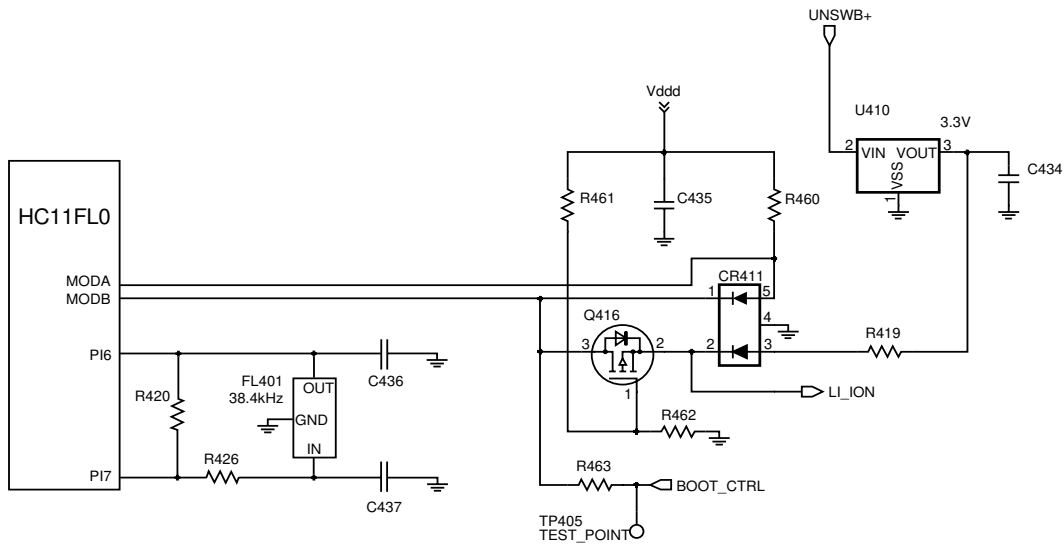 UNSWB+
Vddd
U410
3.3V
2
VIN
VOUT
3
VSS
1
C434
R461
C435
R460
HC11FL0
MODA
MODB
CR411
1
5
4
2
3
Q416
3
2
1
R419
LI_ION
PI6
C436
FL401
38.4kHz
OUT
GND
IN
R420
R462
PI7
R426
C437
R463
BOOT_CTRL
TP405
TEST_POINT